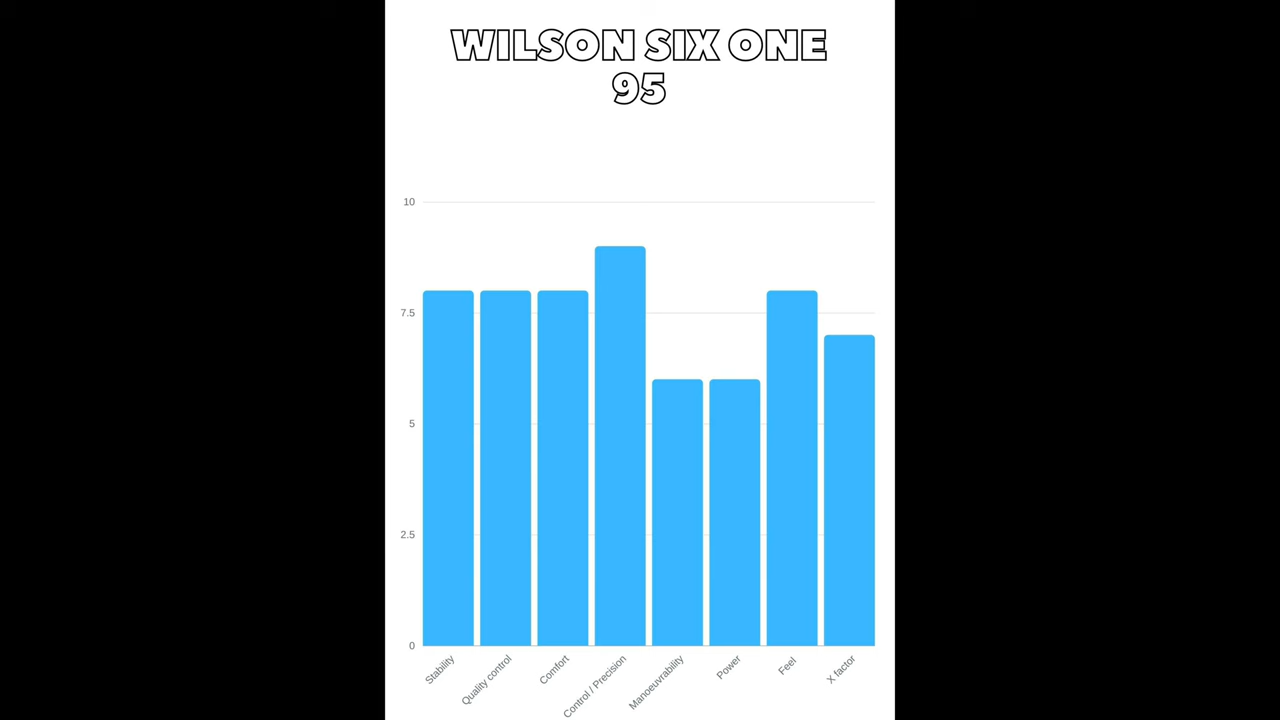 WILSON SIX ONE
95
10
7.5
5
2.5
0
Stability
Quality control
Comfort
Control / Precision
Manoeuvrability
Power
Feel
X factor